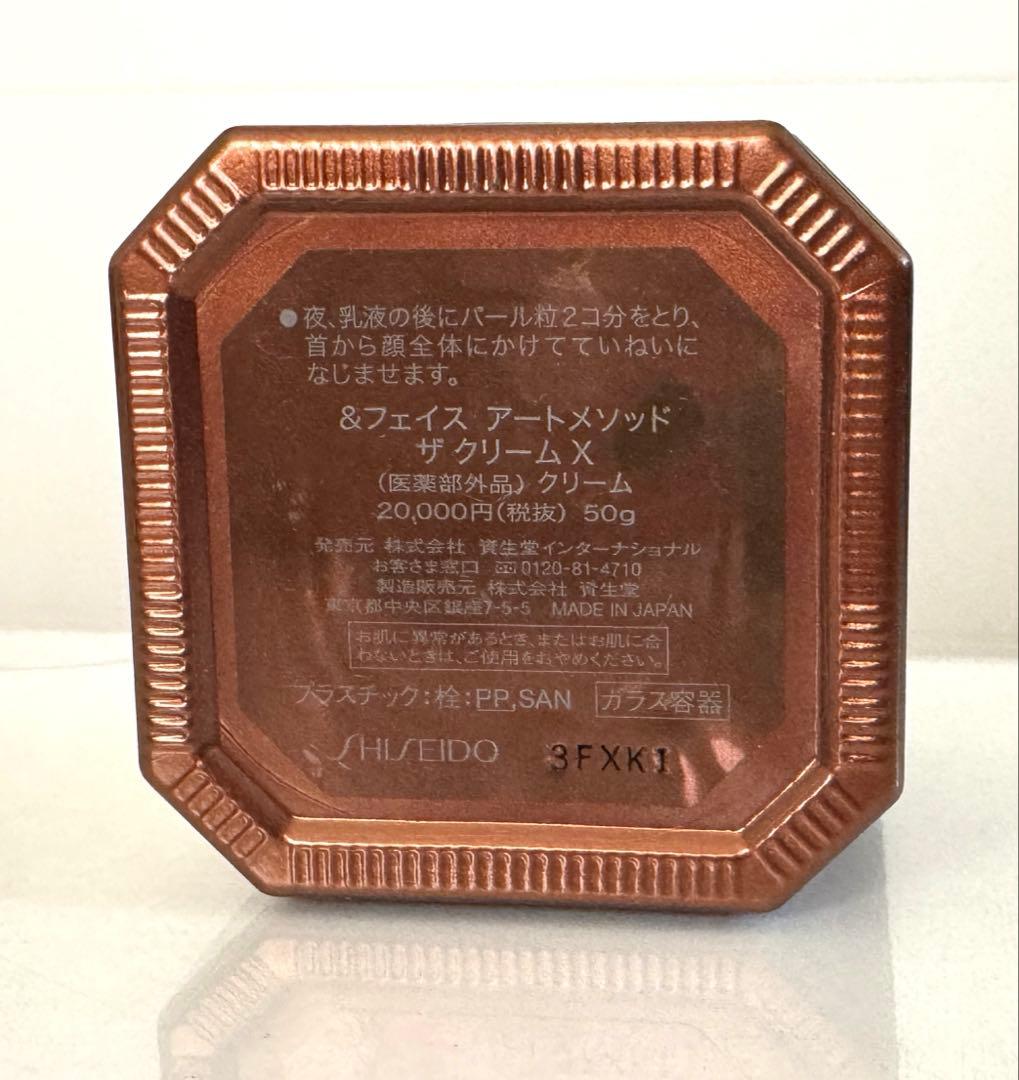 ●夜、乳液の後にパール粒2コ分をとり、
首から顔全体にかけてていねいに
なじませます。
&フェイス アートメソッド
ザ クリーム X
(医薬部外品) クリーム
20,000円(税抜) 50g
発売元 株式会社 資生堂インターナショナル
お客さま窓口 0120-81-4710
製造販売元 株式会社 資生堂
東京都中央区銀座7-5-5 MADE IN JAPAN
お肌に異常があるとき、またはお肌に合
わないときは、ご使用をおやめください。
プラスチック:栓:PP,SAN ガラス容器
SHISEIDO 3FXKI